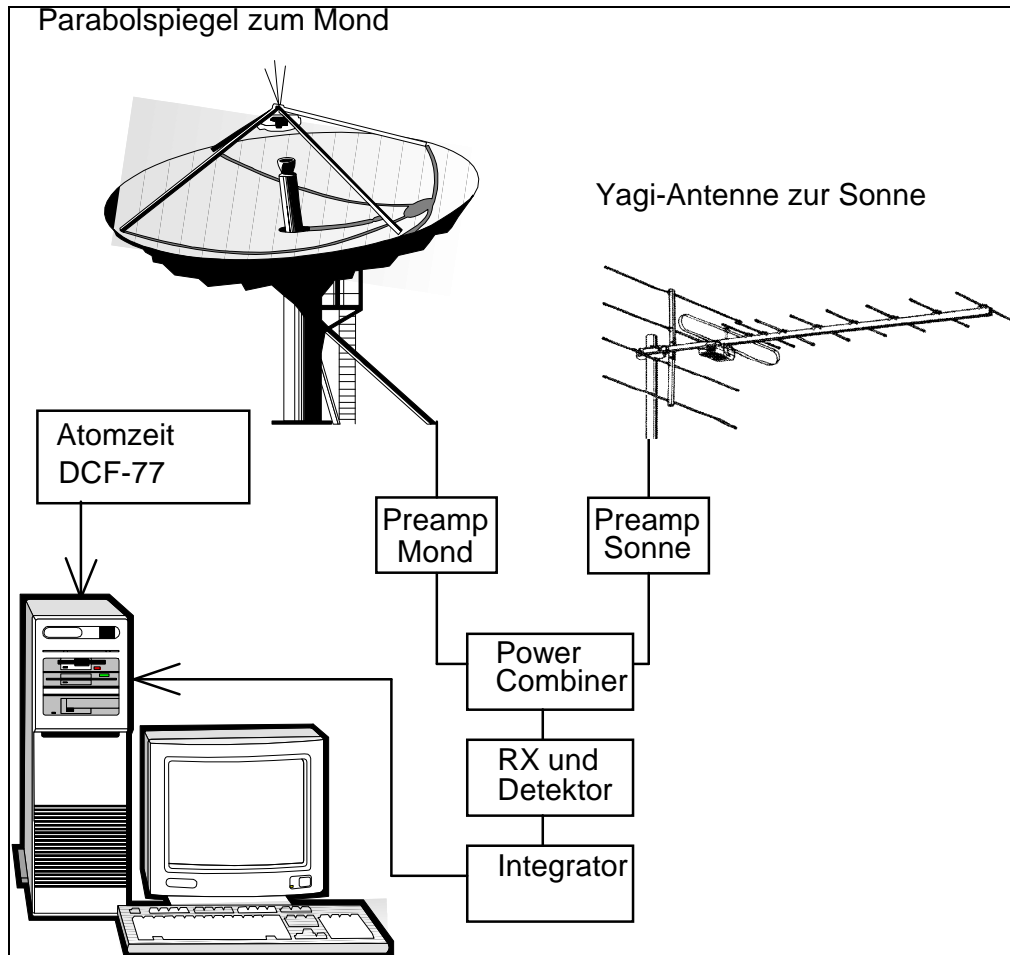 Parabolspiegel zum Mond
Yagi-Antenne zur Sonne
Atomzeit
DCF-77
Preamp
Mond
Preamp
Sonne
Power
Combiner
RX und
Detektor
Integrator